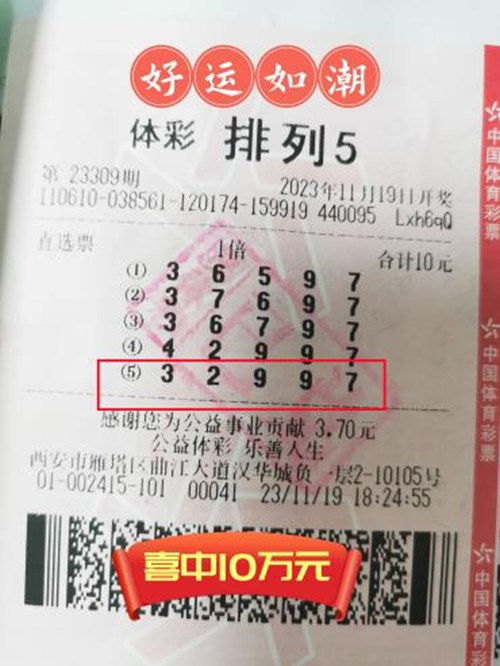 好运如潮
体彩 排列5
第 23309期 2023年11月19日开奖
110610-038561-120174-159919 440095 Lxh6qQ
直选票 1倍 合计10元
① 3 6 5 9 7
② 3 7 6 9 7
③ 3 6 7 9 7
④ 4 2 9 9 7
⑤ 3 2 9 9 7
感谢您为公益事业贡献 3.70元
公益体彩 乐善人生
西安市雁塔区曲江大道汉华城负一层2-10105号
01-002415-101 00041 23/11/19 18:24:55
喜中10万元
中国体育彩票
中国体育彩票
中国体育